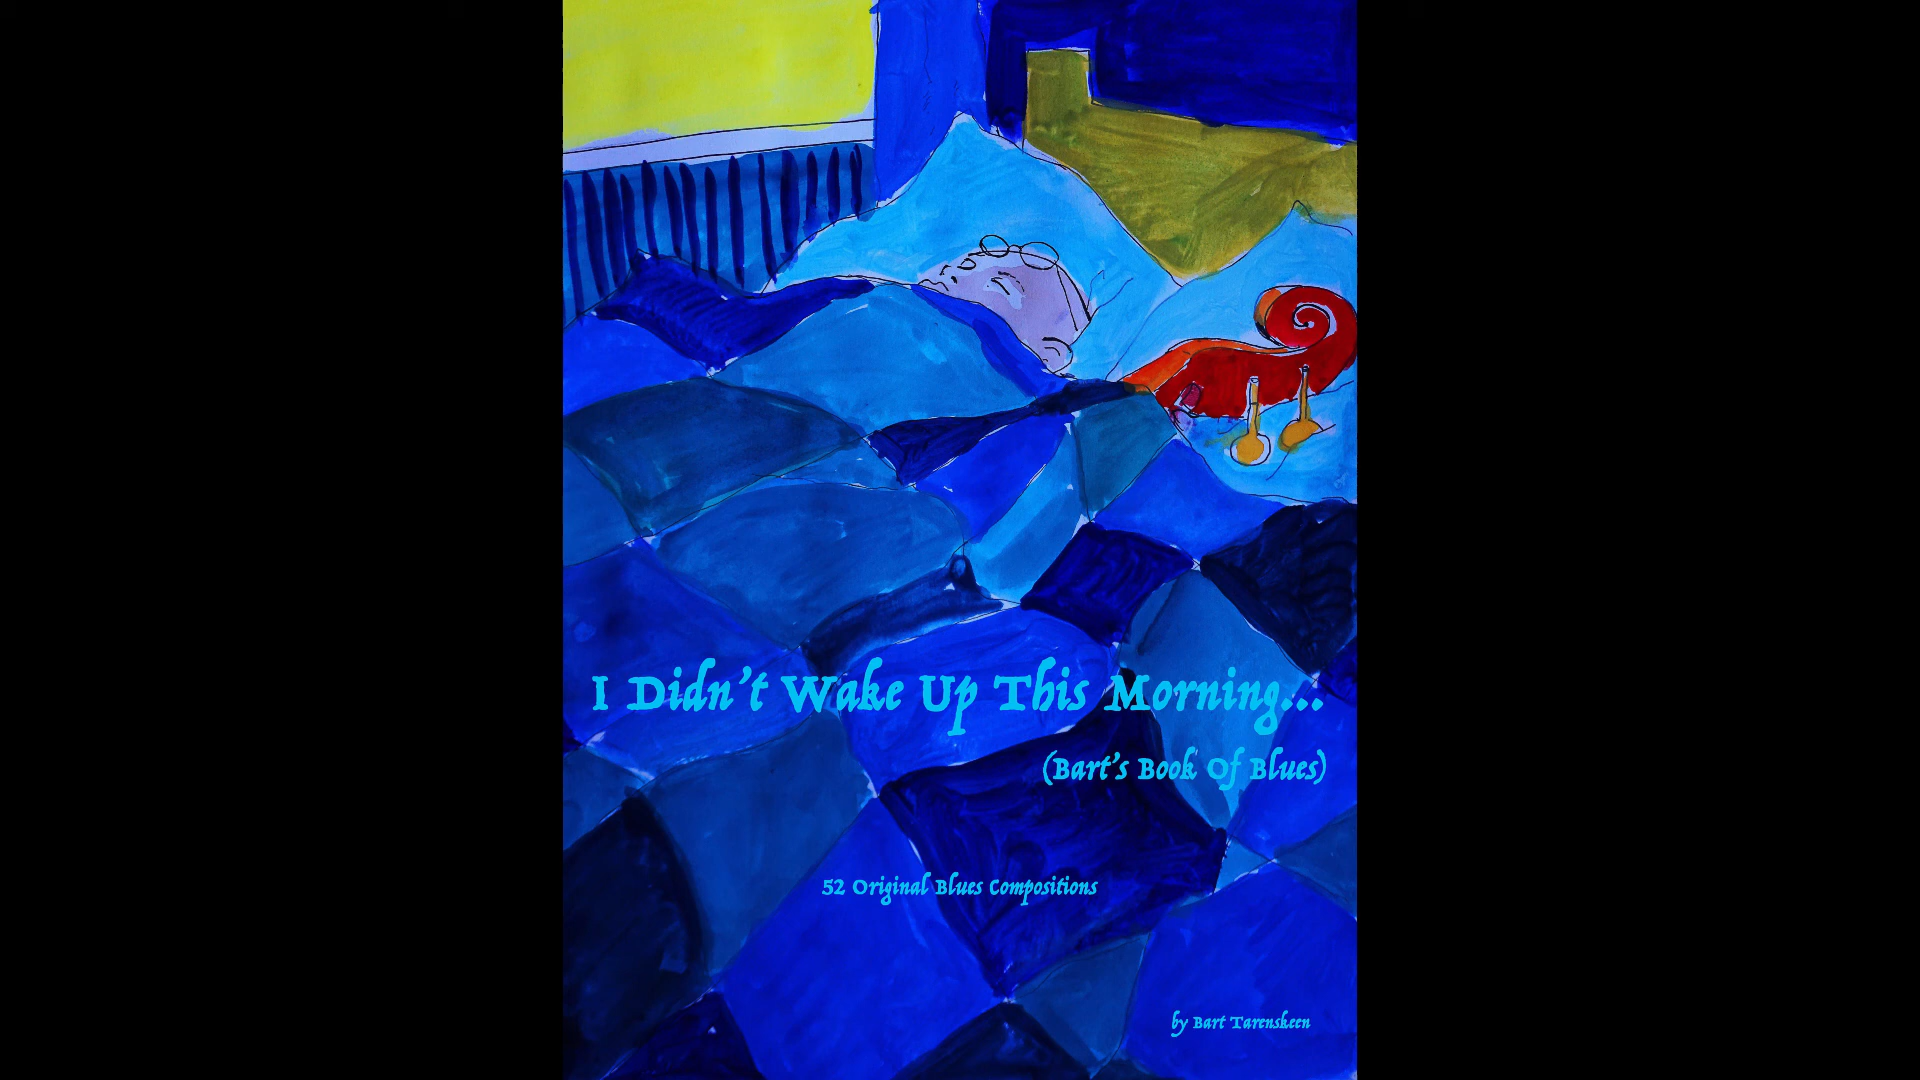 I Didn't Wake Up This Morning...
(Bart's Book Of Blues)
52 Original Blues Compositions
by Bart Tarenskeen